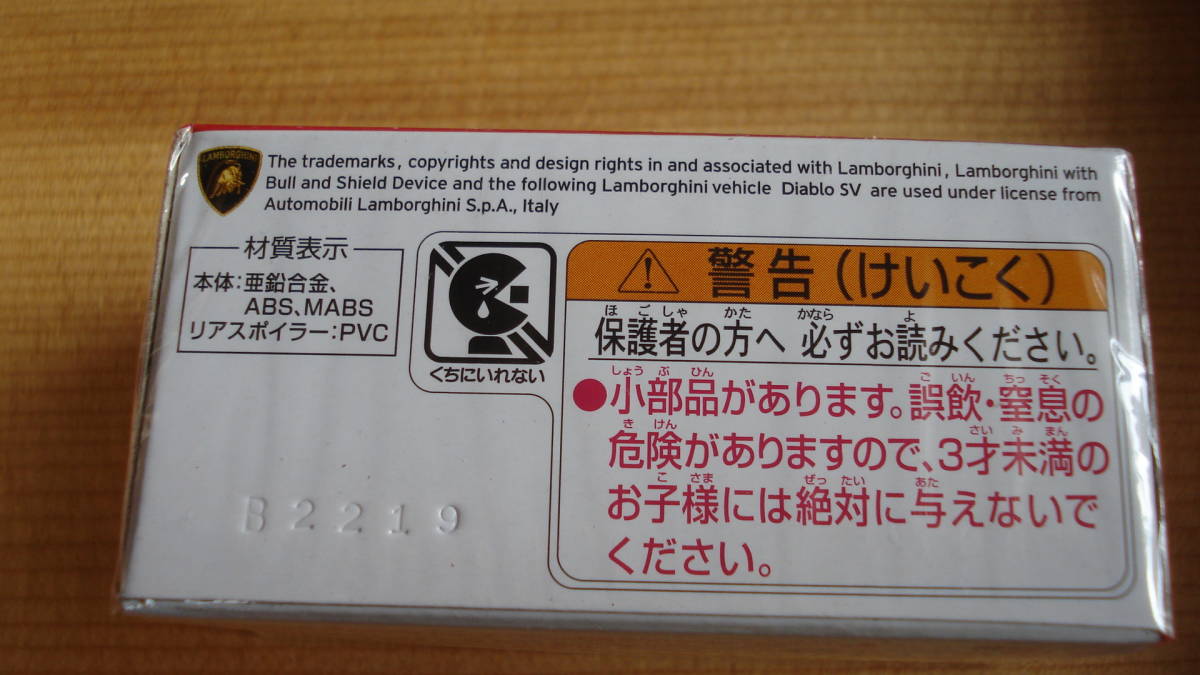 LAMBORGHINI
The trademarks, copyrights and design rights in and associated with Lamborghini, Lamborghini with
Bull and Shield Device and the following Lamborghini vehicle Diablo SV are used under license from
Automobili Lamborghini S.p.A., Italy
材質表示
本体：亜鉛合金、
ABS、MABS
リアスポイラー：PVC
くちにいれない
B2219
警告（けいこく）
ほごしゃ かた かなら よ
保護者の方へ 必ずお読みください。
しょうぶひん ごいん ちっそく
●小部品があります。誤飲・窒息の
きけん さいみまん
危険がありますので、3才未満の
こさま ぜったい あた
お子様には絶対に与えないで
ください。